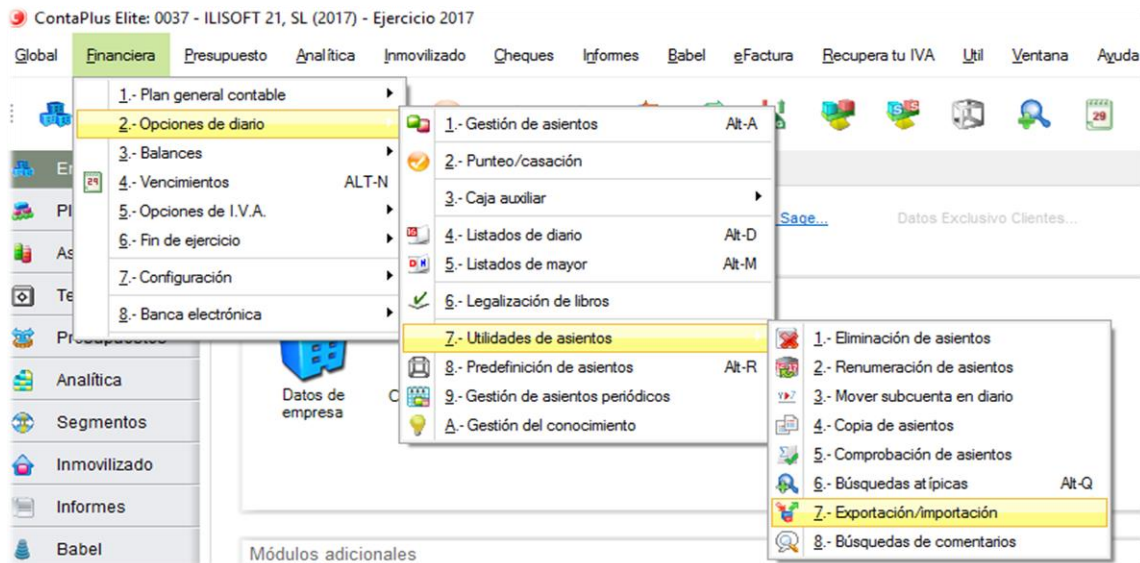 ContaPlus Elite: 0037 - ILISOFT 21, SL (2017) - Ejercicio 2017
Global Financiera Presupuesto Analítica Inmovilizado Cheques Informes Babel eFactura Recupera tu IVA Util Ventana Ayuda
1.- Plan general contable
2.- Opciones de diario
3.- Balances
4.- Vencimientos ALT-N
5.- Opciones de I.V.A.
6.- Fin de ejercicio
7.- Configuración
8.- Banca electrónica
1.- Gestión de asientos Alt-A
2.- Punteo/casación
3.- Caja auxiliar
4.- Listados de diario Alt-D
5.- Listados de mayor Alt-M
6.- Legalización de libros
7.- Utilidades de asientos
8.- Predefinición de asientos Alt-R
9.- Gestión de asientos periódicos
A.- Gestión del conocimiento
1.- Eliminación de asientos
2.- Renumeración de asientos
3.- Mover subcuenta en diario
4.- Copia de asientos
5.- Comprobación de asientos
6.- Búsquedas atípicas Alt-Q
7.- Exportación/importación
8.- Búsquedas de comentarios
Sage... Datos Exclusivo Clientes...
Analítica
Segmentos
Inmovilizado
Informes
Babel
Datos de
empresa
Módulos adicionales